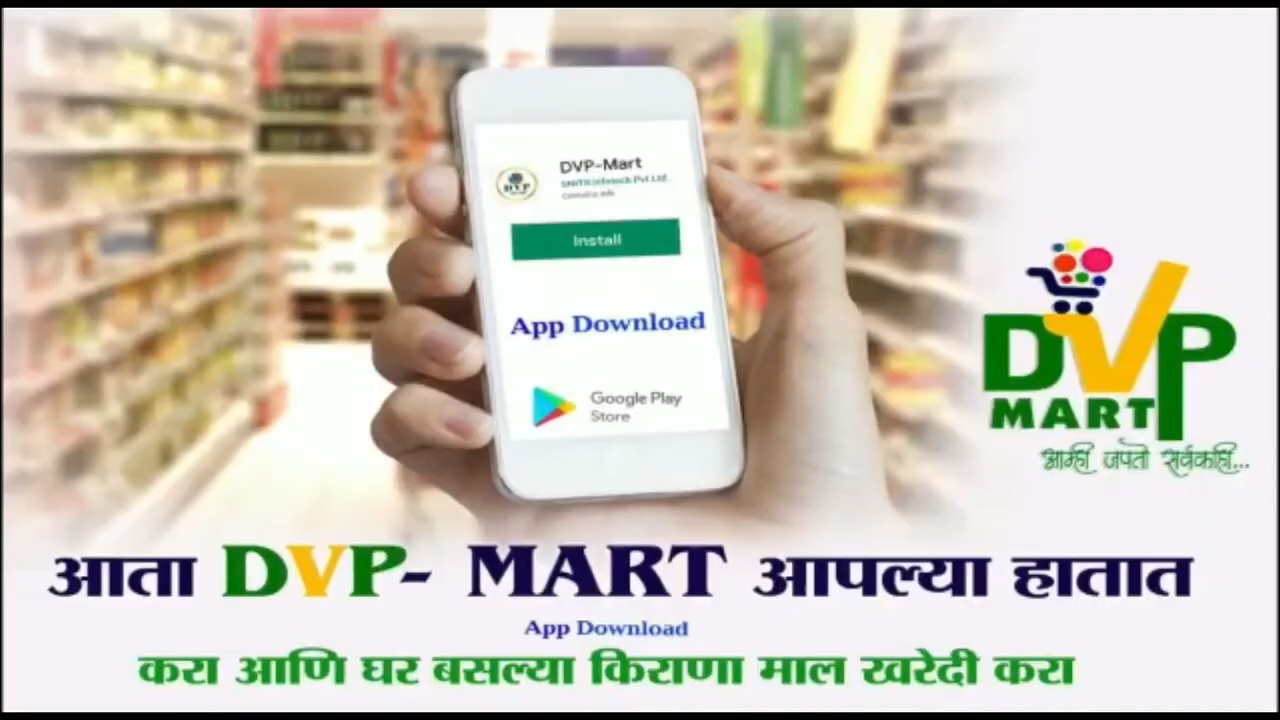 DVP-Mart
Install
App Download
Google Play
Store
DVP
MART
आम्ही जपतो सर्वकाही...
आता DVP- MART आपल्या हातात
App Download
करा आणि घर बसल्या किराणा माल खरेदी करा